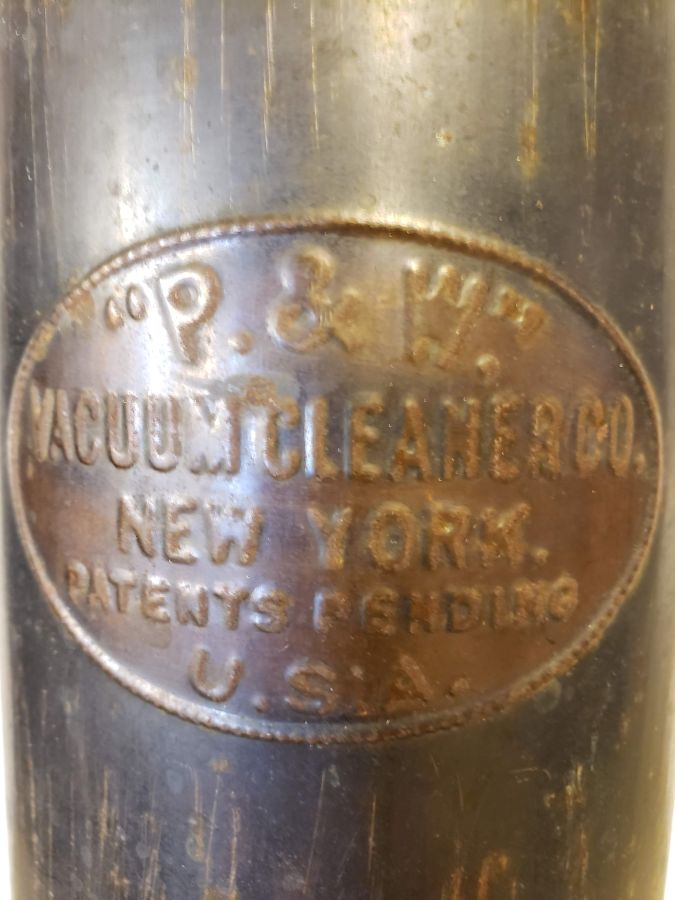 "P. & W."
VACUUM CLEANER CO.
NEW YORK.
PATENTS PENDING
U.S.A.